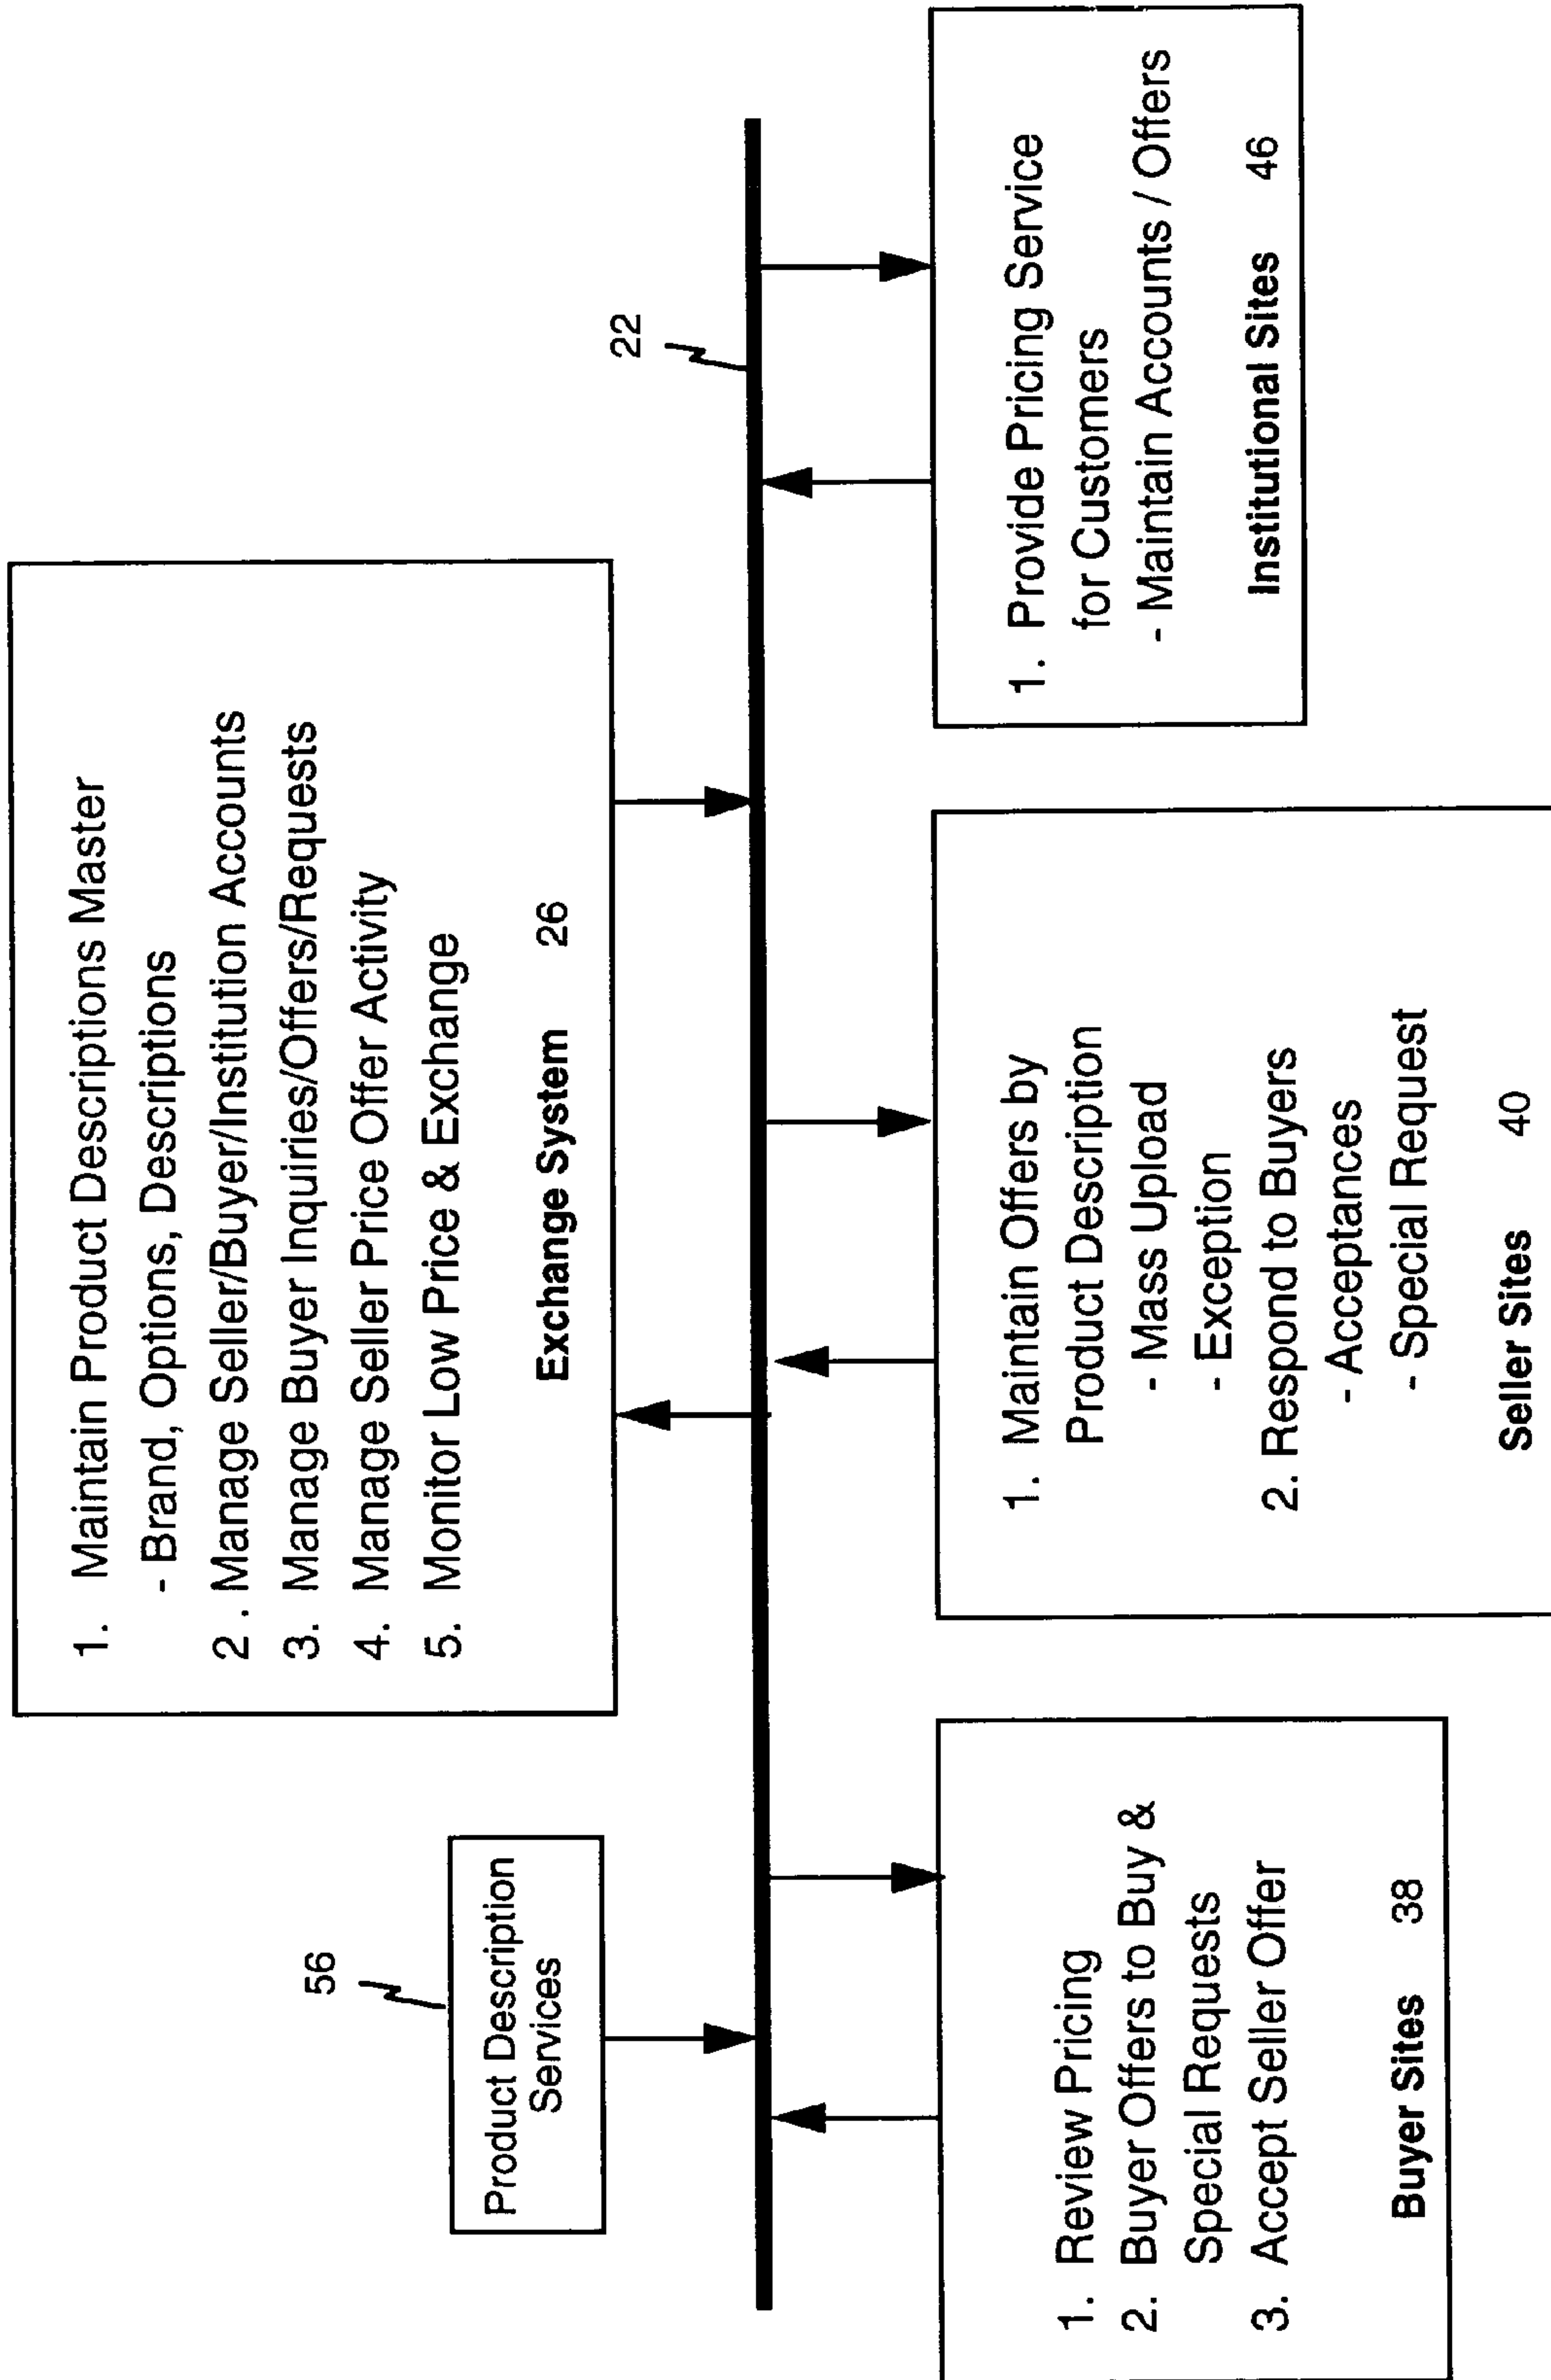 1. Maintain Product Descriptions Master
- Brand, Options, Descriptions
2. Manage Seller/Buyer/Institution Accounts
3. Manage Buyer Inquiries/Offers/Requests
4. Manage Seller Price Offer Activity
5. Monitor Low Price & Exchange
Exchange System 26
56
Product Description
Services
22
1. Review Pricing
2. Buyer Offers to Buy &
Special Requests
3. Accept Seller Offer
Buyer Sites 38
1. Maintain Offers by
Product Description
- Mass Upload
- Exception
2. Respond to Buyers
- Acceptances
- Special Request
Seller Sites 40
1. Provide Pricing Service
for Customers
- Maintain Accounts / Offers
Institutional Sites 46